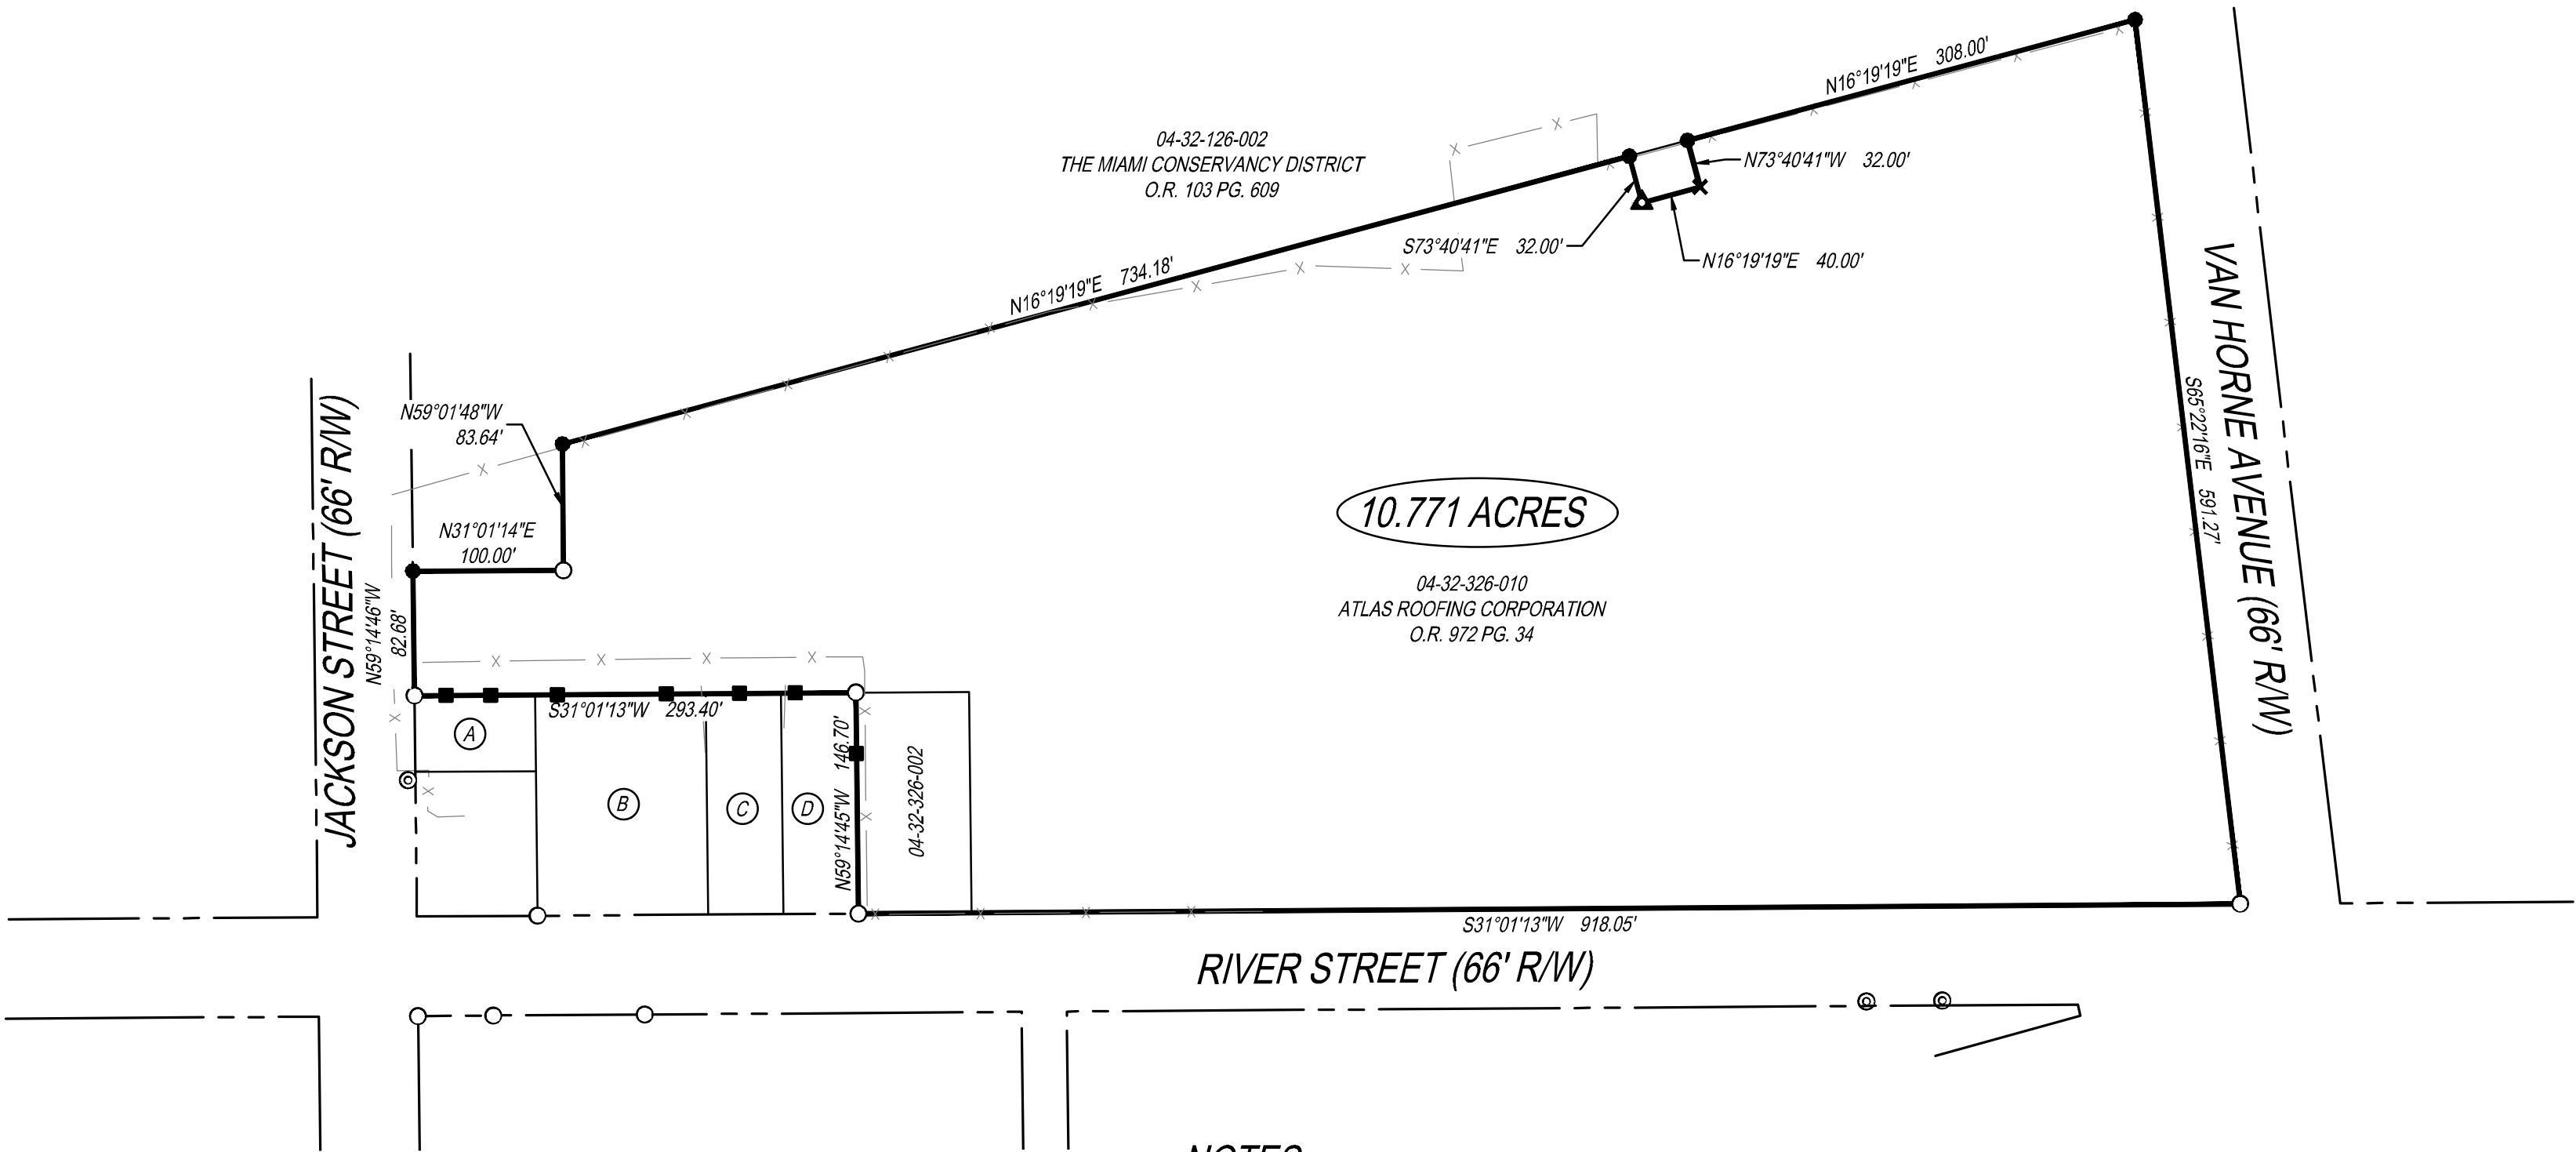 N16°19'19"E 308.00'
04-32-126-002
THE MIAMI CONSERVANCY DISTRICT
O.R. 103 PG. 609
N73°40'41"W 32.00'
S73°40'41"E 32.00'
N16°19'19"E 40.00'
N16°19'19"E 734.18'
VAN HORNE AVENUE (66' R/W)
S65°22'16"E 591.27'
N59°01'48"W
83.64'
JACKSON STREET (66' R/W)
N31°01'14"E
100.00'
10.771 ACRES
04-32-326-010
ATLAS ROOFING CORPORATION
O.R. 972 PG. 34
N59°14'46"W
82.68'
S31°01'13"W 293.40'
A
B
C
D
N59°14'45"W 146.70'
04-32-326-002
S31°01'13"W 918.05'
RIVER STREET (66' R/W)
NOTES